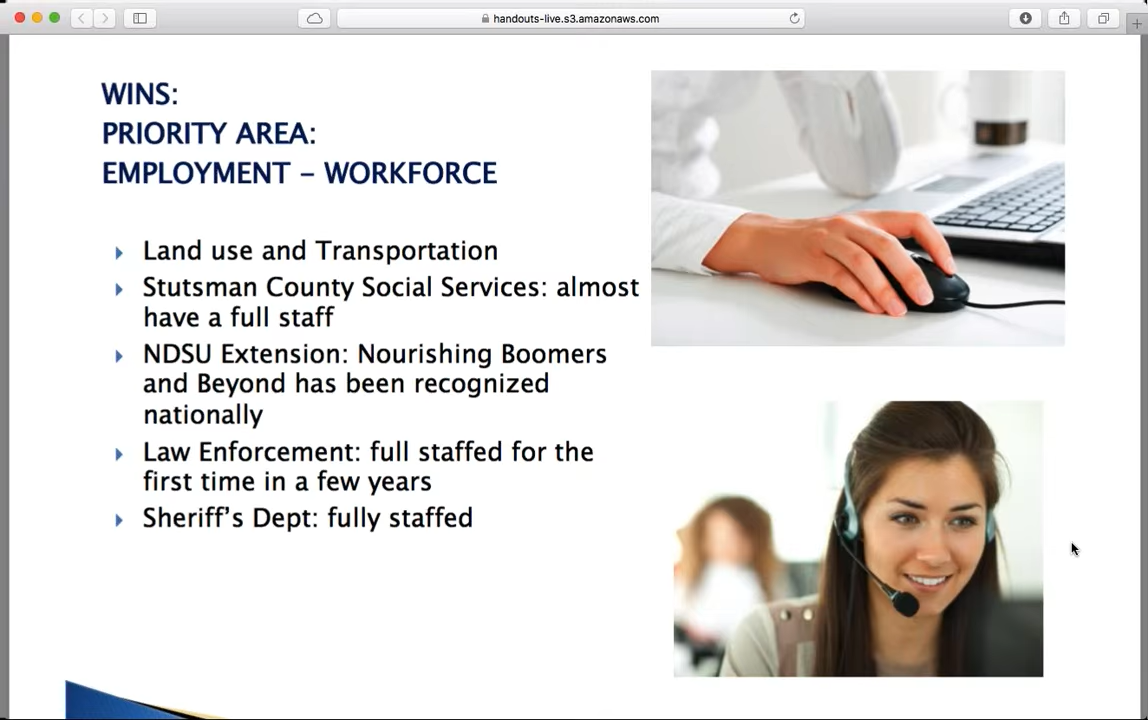 handouts-live.s3.amazonaws.com
WINS:
PRIORITY AREA:
EMPLOYMENT – WORKFORCE
Land use and Transportation
Stutsman County Social Services: almost
have a full staff
NDSU Extension: Nourishing Boomers
and Beyond has been recognized
nationally
Law Enforcement: full staffed for the
first time in a few years
Sheriff's Dept: fully staffed